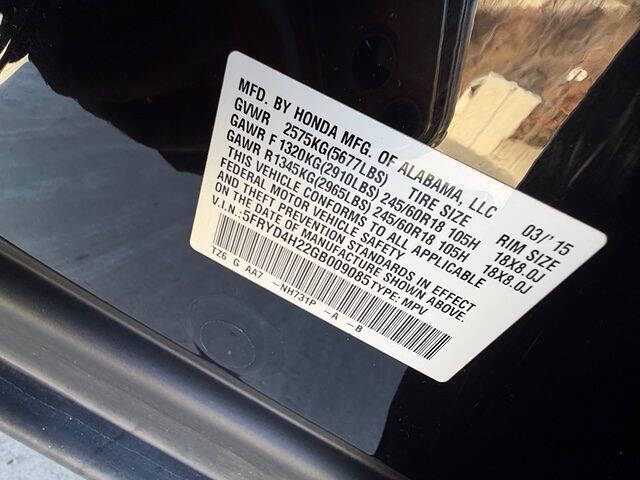 MFD. BY HONDA MFG. OF ALABAMA, LLC 03/'15
GVWR 2575KG(5677LBS) TIRE SIZE RIM SIZE
GAWR F 1320KG(2910LBS) 245/60R18 105H 18X8.0J
GAWR R 1345KG(2965LBS) 245/60R18 105H 18X8.0J
THIS VEHICLE CONFORMS TO ALL APPLICABLE
FEDERAL MOTOR VEHICLE SAFETY
AND THEFT PREVENTION STANDARDS IN EFFECT
ON THE DATE OF MANUFACTURE SHOWN ABOVE.
V.I.N.: 5FRYD4H22GB009085 TYPE: MPV
TZ6 G AA7 -NH731P -A -B